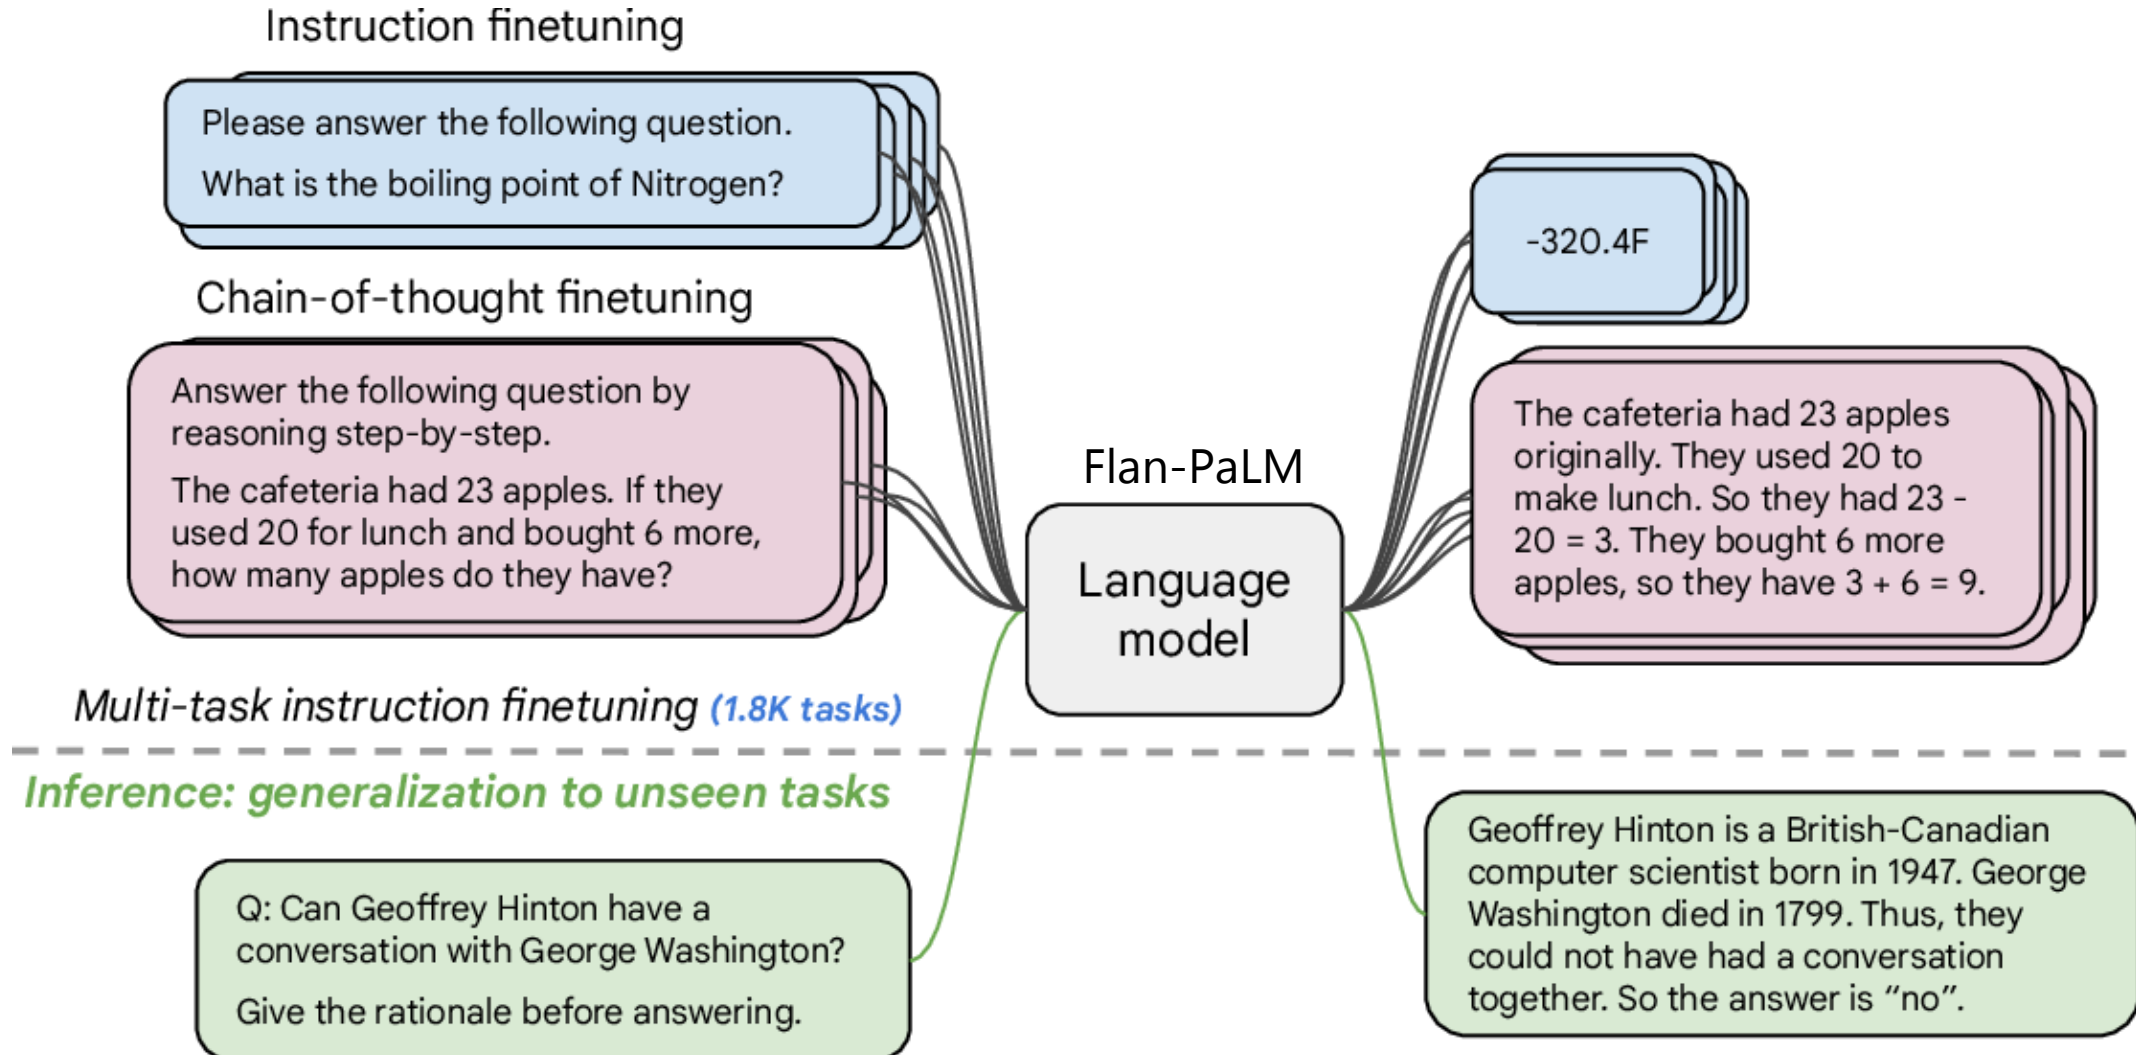 Instruction finetuning
Please answer the following question.
What is the boiling point of Nitrogen?
Chain-of-thought finetuning
Answer the following question by
reasoning step-by-step.
The cafeteria had 23 apples. If they
used 20 for lunch and bought 6 more,
how many apples do they have?
Multi-task instruction finetuning (1.8K tasks)
Inference: generalization to unseen tasks
Q: Can Geoffrey Hinton have a
conversation with George Washington?
Give the rationale before answering.
Flan-PaLM
Language
model
-320.4F
The cafeteria had 23 apples
originally. They used 20 to
make lunch. So they had 23 -
20 = 3. They bought 6 more
apples, so they have 3 + 6 = 9.
Geoffrey Hinton is a British-Canadian
computer scientist born in 1947. George
Washington died in 1799. Thus, they
could not have had a conversation
together. So the answer is “no”.